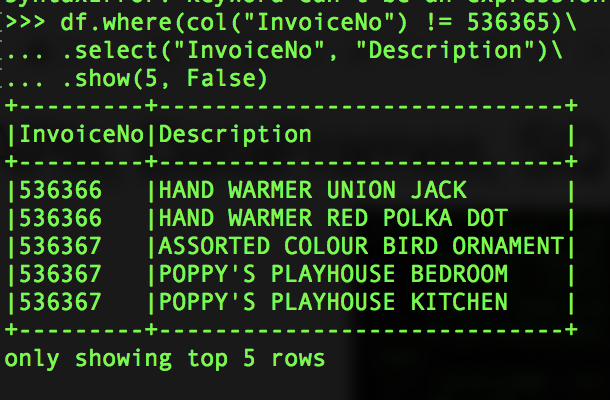 SyntaxError: keyword can't be an expression
>>> df.where(col("InvoiceNo") != 536365)\
... .select("InvoiceNo", "Description")\
... .show(5, False)
+---------+-----------------------------+
|InvoiceNo|Description                  |
+---------+-----------------------------+
|536366   |HAND WARMER UNION JACK       |
|536366   |HAND WARMER RED POLKA DOT    |
|536367   |ASSORTED COLOUR BIRD ORNAMENT|
|536367   |POPPY'S PLAYHOUSE BEDROOM    |
|536367   |POPPY'S PLAYHOUSE KITCHEN    |
+---------+-----------------------------+
only showing top 5 rows